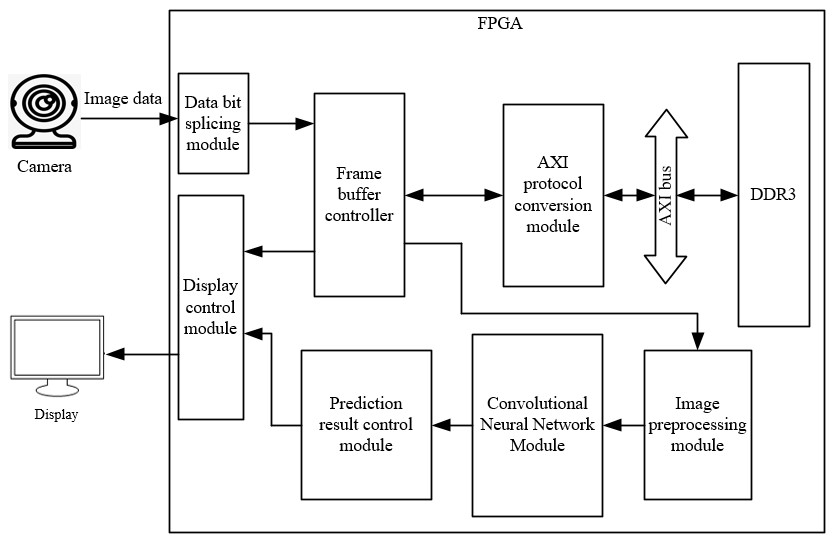 FPGA
Image data
Camera
Data bit
splicing
module
Frame
buffer
controller
AXI
protocol
conversion
module
AXI bus
DDR3
Display
control
module
Display
Prediction
result control
module
Convolutional
Neural Network
Module
Image
preprocessing
module